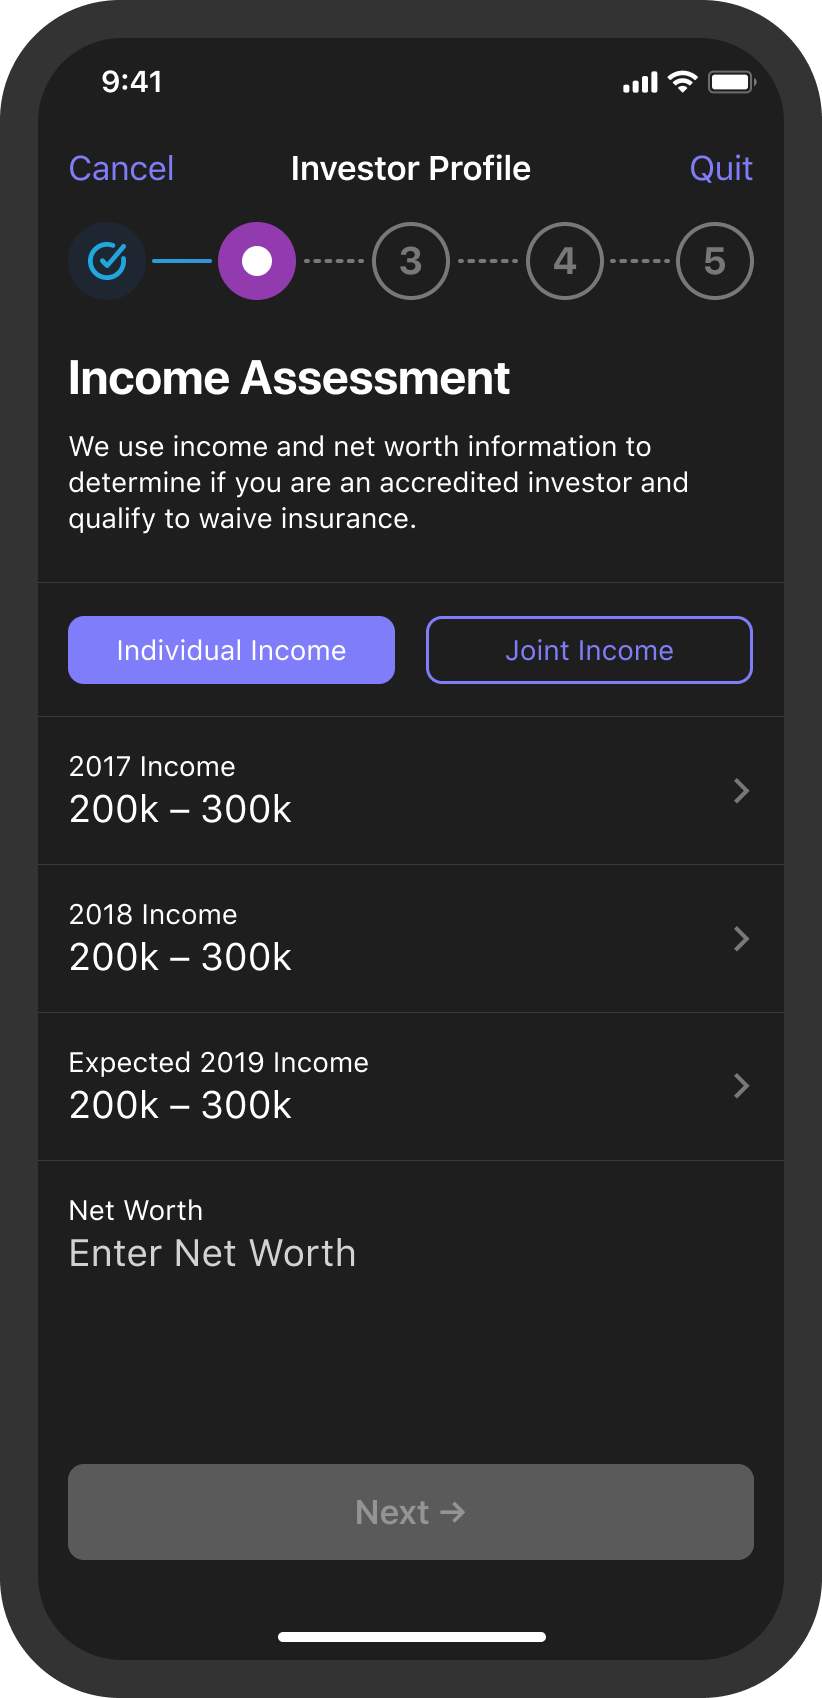 9:41
Cancel Investor Profile Quit
3 4 5
Income Assessment
We use income and net worth information to
determine if you are an accredited investor and
qualify to waive insurance.
Individual Income Joint Income
2017 Income
200k – 300k
2018 Income
200k – 300k
Expected 2019 Income
200k – 300k
Net Worth
Enter Net Worth
Next →